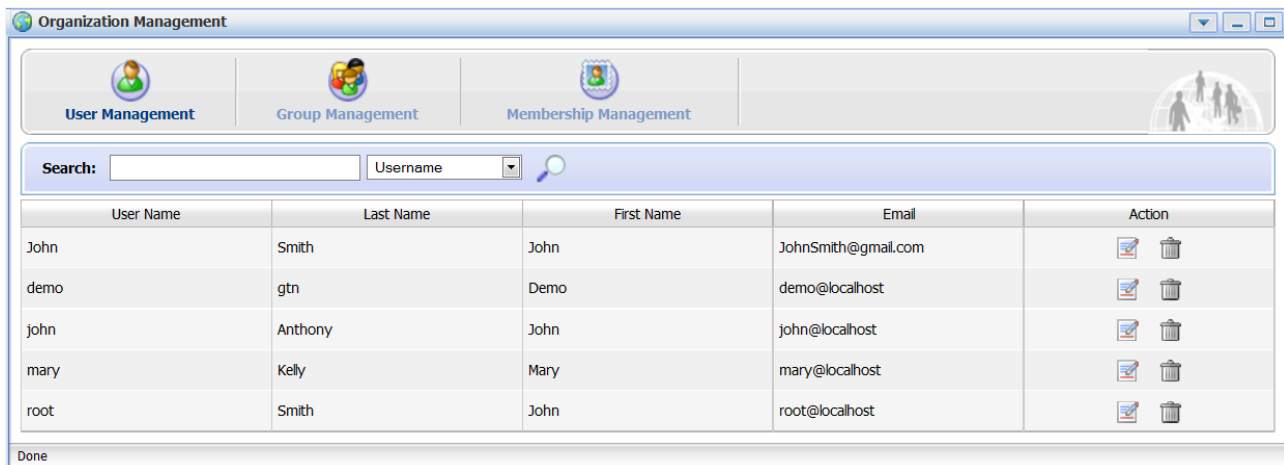 Organization Management
User Management Group Management Membership Management
Search: Username
User Name Last Name First Name Email Action
John Smith John JohnSmith@gmail.com
demo gtn Demo demo@localhost
john Anthony John john@localhost
mary Kelly Mary mary@localhost
root Smith John root@localhost
Done